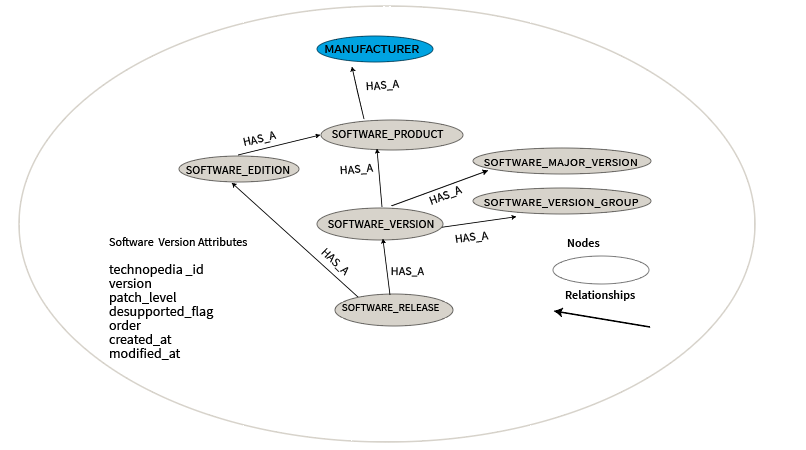 MANUFACTURER
HAS_A
SOFTWARE_PRODUCT
HAS_A
HAS_A
SOFTWARE_EDITION
SOFTWARE_MAJOR_VERSION
HAS_A
SOFTWARE_VERSION_GROUP
SOFTWARE_VERSION
HAS_A
HAS_A
HAS_A
SOFTWARE_RELEASE
Software Version Attributes
technopedia _id
version
patch_level
desupported_flag
order
created_at
modified_at
Nodes
Relationships